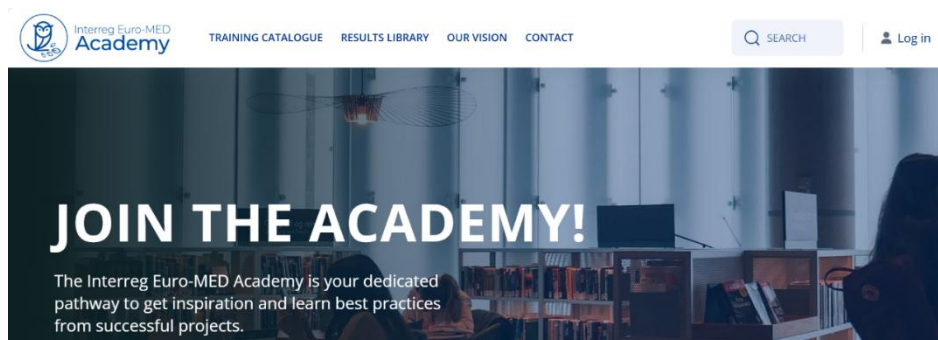 Interreg Euro-MED
Academy
TRAINING CATALOGUE RESULTS LIBRARY OUR VISION CONTACT
SEARCH
Log in
JOIN THE ACADEMY!
The Interreg Euro-MED Academy is your dedicated
pathway to get inspiration and learn best practices
from successful projects.